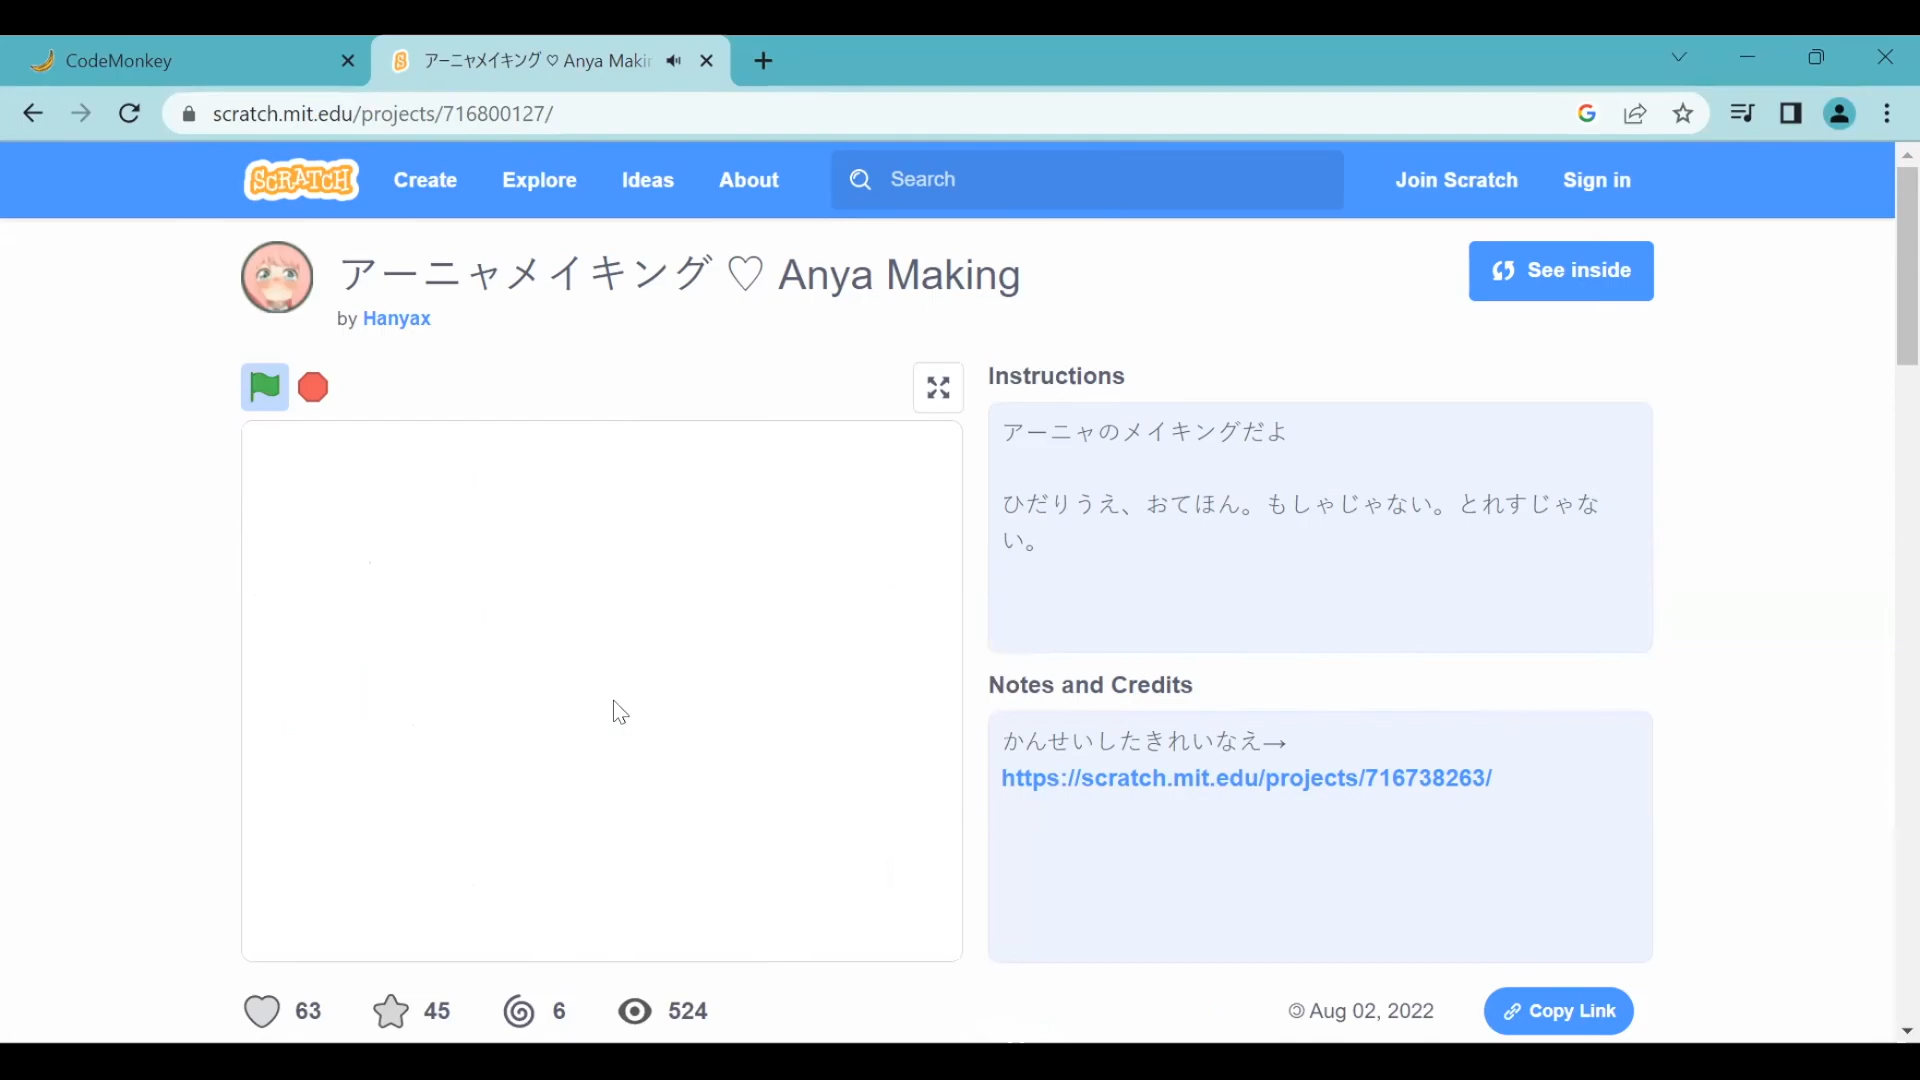 CodeMonkey
アーニャメイキング ♡ Anya Makin
scratch.mit.edu/projects/716800127/
SCRATCH
Create
Explore
Ideas
About
Search
Join Scratch
Sign in
アーニャメイキング ♡ Anya Making
by Hanyax
See inside
Instructions
アーニャのメイキングだよ
ひだりうえ、おてほん。もしゃじゃない。とれすじゃな
い。
Notes and Credits
かんせいしたきれいなえ→
https://scratch.mit.edu/projects/716738263/
63
45
6
524
© Aug 02, 2022
Copy Link